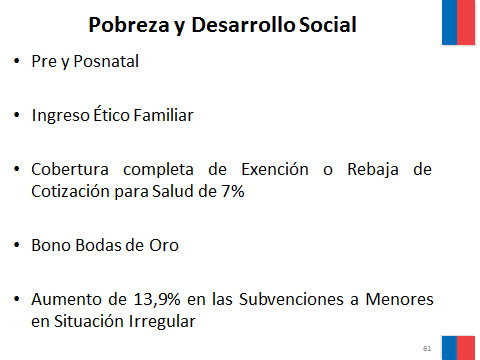 Pobreza y Desarrollo Social
• Pre y Posnatal
• Ingreso Ético Familiar
• Cobertura completa de Exención o Rebaja de
Cotización para Salud de 7%
• Bono Bodas de Oro
• Aumento de 13,9% en las Subvenciones a Menores
en Situación Irregular
61